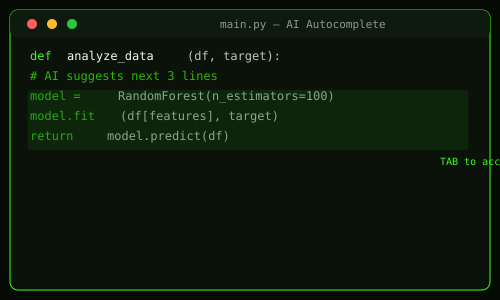 main.py — AI Autocomplete
def analyze_data (df, target):
# AI suggests next 3 lines
model = RandomForest(n_estimators=100)
model.fit (df[features], target)
return model.predict(df)
TAB to acc